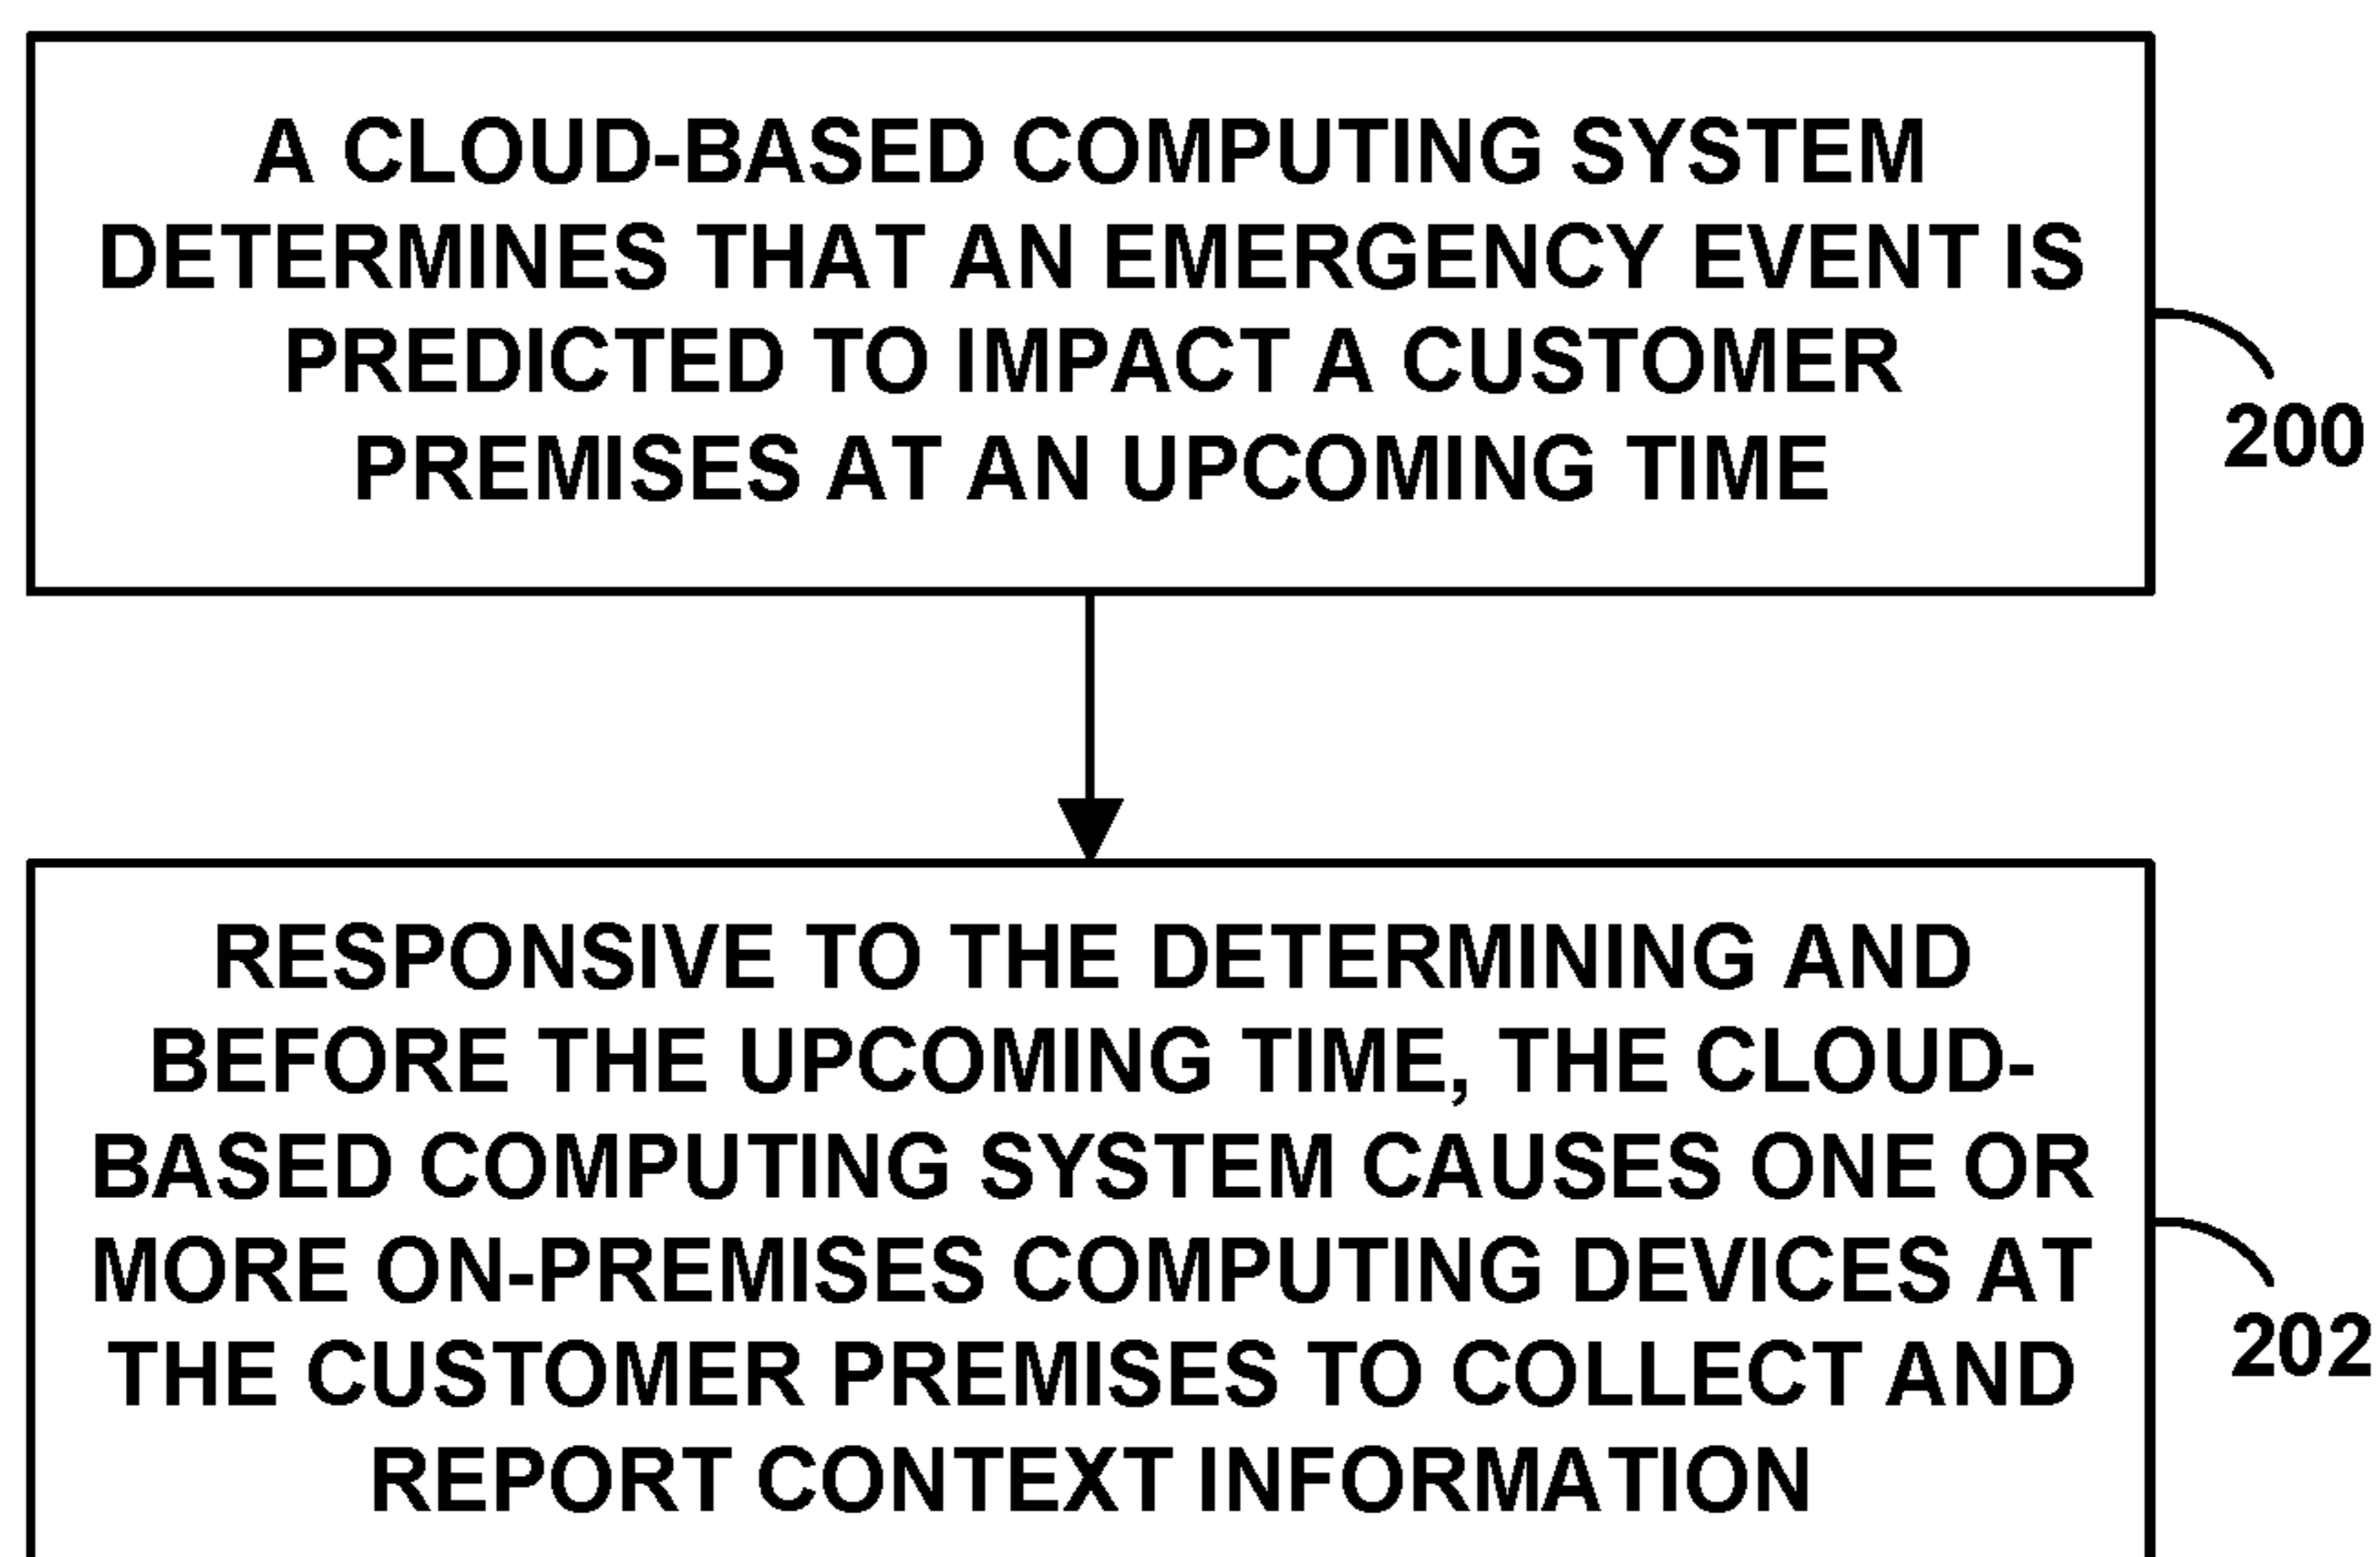 A CLOUD-BASED COMPUTING SYSTEM
DETERMINES THAT AN EMERGENCY EVENT IS
PREDICTED TO IMPACT A CUSTOMER
PREMISES AT AN UPCOMING TIME
200
RESPONSIVE TO THE DETERMINING AND
BEFORE THE UPCOMING TIME, THE CLOUD-
BASED COMPUTING SYSTEM CAUSES ONE OR
MORE ON-PREMISES COMPUTING DEVICES AT
THE CUSTOMER PREMISES TO COLLECT AND
REPORT CONTEXT INFORMATION
202